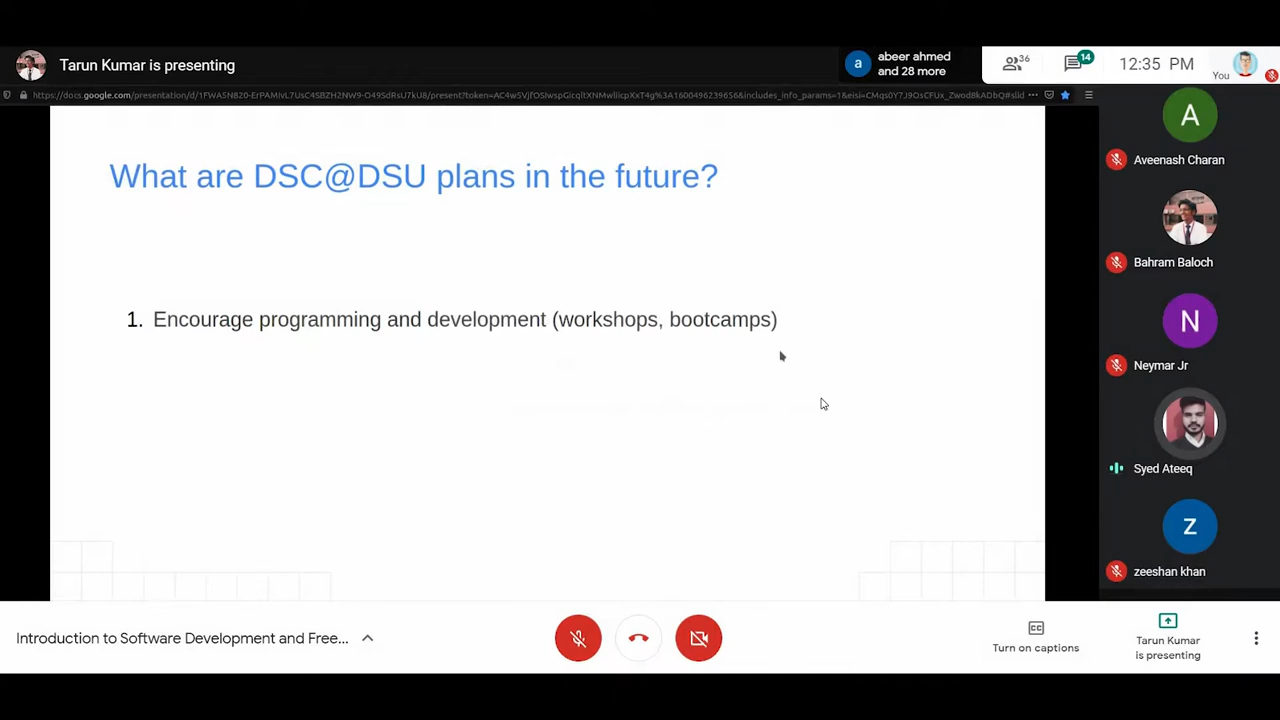 Tarun Kumar is presenting
a
abeer ahmed
and 28 more
36
14
12:35 PM
You
What are DSC@DSU plans in the future?
1. Encourage programming and development (workshops, bootcamps)
A
Aveenash Charan
Bahram Baloch
N
Neymar Jr
Syed Ateeq
z
zeeshan khan
Introduction to Software Development and Free...
CC
Turn on captions
Tarun Kumar
is presenting